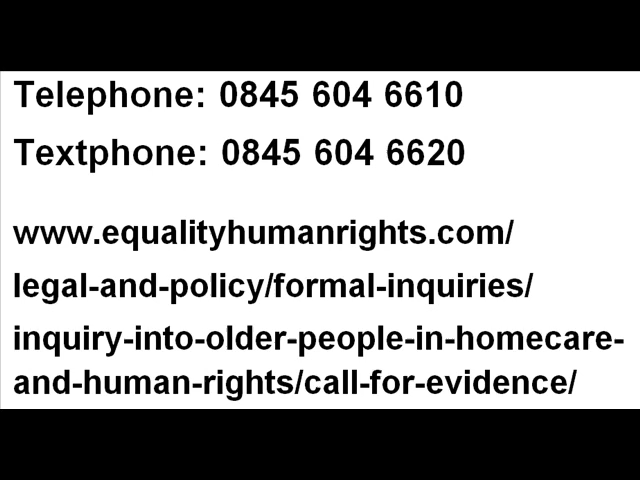 Telephone: 0845 604 6610
Textphone: 0845 604 6620
www.equalityhumanrights.com/
legal-and-policy/formal-inquiries/
inquiry-into-older-people-in-homecare-
and-human-rights/call-for-evidence/